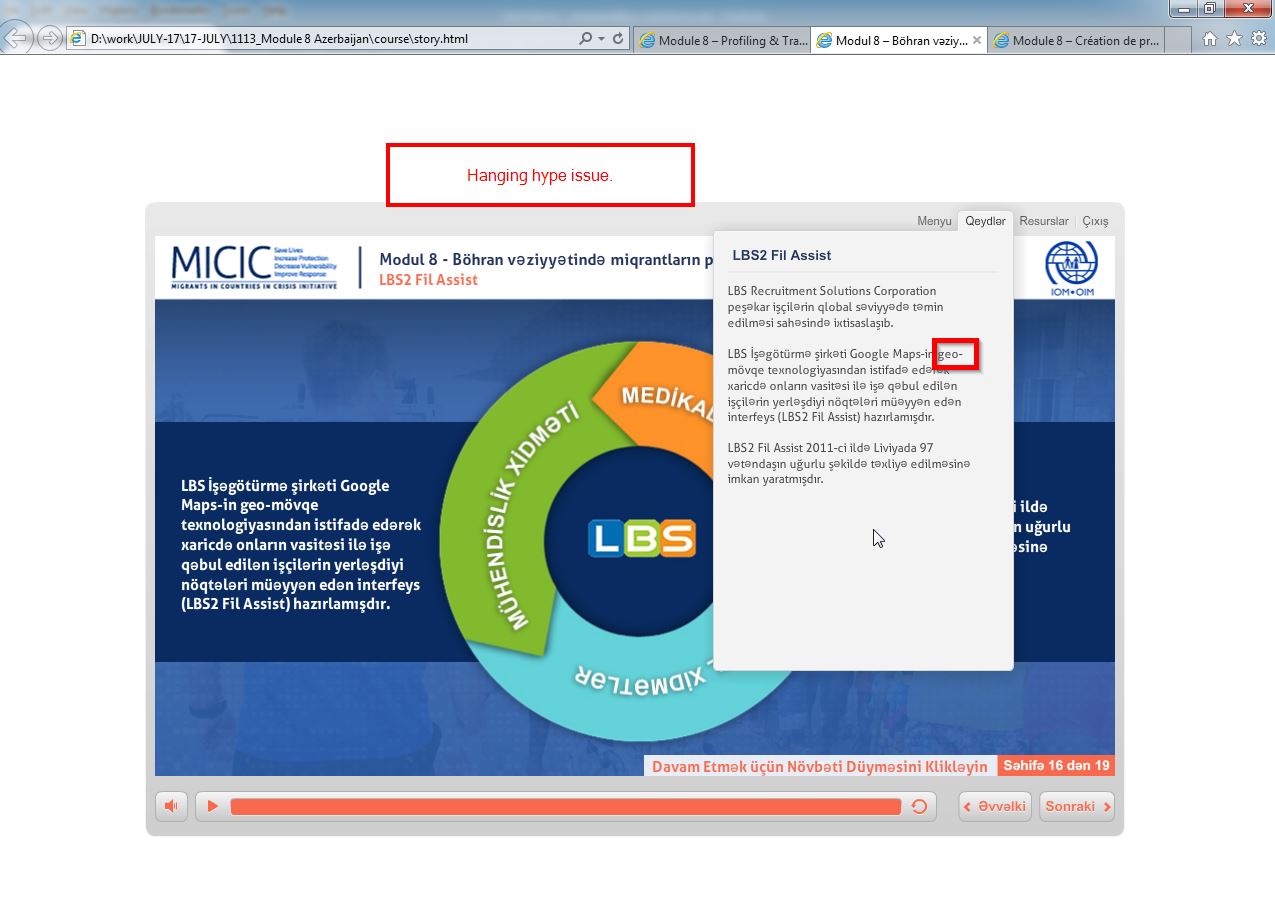 D:\work\JULY-17\17-JULY\1113_Module 8 Azerbaijan\course\story.html
Module 8 – Profiling & Tra...
Modul 8 – Böhran vəziy...
Module 8 – Création de pr...
Hanging hype issue.
Menyu
Qeydlər
Resurslar
Çıxış
MICIC
Save Lives
Increase Protection
Decrease Vulnerability
Improve Response
MIGRANTS IN COUNTRIES IN CRISIS INITIATIVE
Modul 8 - Böhran vəziyyətində miqrantların p
LBS2 Fil Assist
IOM•OIM
LBS2 Fil Assist
LBS Recruitment Solutions Corporation
peşəkar işçilərin qlobal səviyyədə təmin
edilməsi sahəsində ixtisaslaşıb.
LBS İşəgötürmə şirkəti Google Maps-in geo-
mövqe texnologiyasından istifadə edərək
xaricdə onların vasitəsi ilə işə qəbul edilən
işçilərin yerləşdiyi nöqtələri müəyyən edən
interfeys (LBS2 Fil Assist) hazırlamışdır.
LBS2 Fil Assist 2011-ci ildə Liviyada 97
vətəndaşın uğurlu şəkildə təxliyə edilməsinə
imkan yaratmışdır.
LBS İşəgötürmə şirkəti Google
Maps-in geo-mövqe
texnologiyasından istifadə edərək
xaricdə onların vasitəsi ilə işə
qəbul edilən işçilərin yerləşdiyi
nöqtələri müəyyən edən interfeys
(LBS2 Fil Assist) hazırlamışdır.
MÜHENDİSLİK XİDMƏTİ
MEDİKAL
XİDMƏTLƏR
LBS
i ildə
n uğurlu
əsinə
Davam Etmək üçün Növbəti Düyməsini Klikləyin
Səhifə 16 dən 19
Əvvəlki
Sonraki